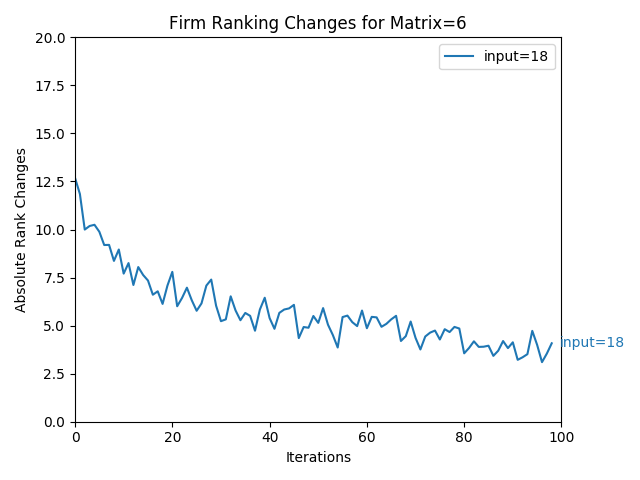 Firm Ranking Changes for Matrix=6
input=18
Absolute Rank Changes
20.0
17.5
15.0
12.5
10.0
7.5
5.0
2.5
0.0
input=18
0 20 40 60 80 100
Iterations